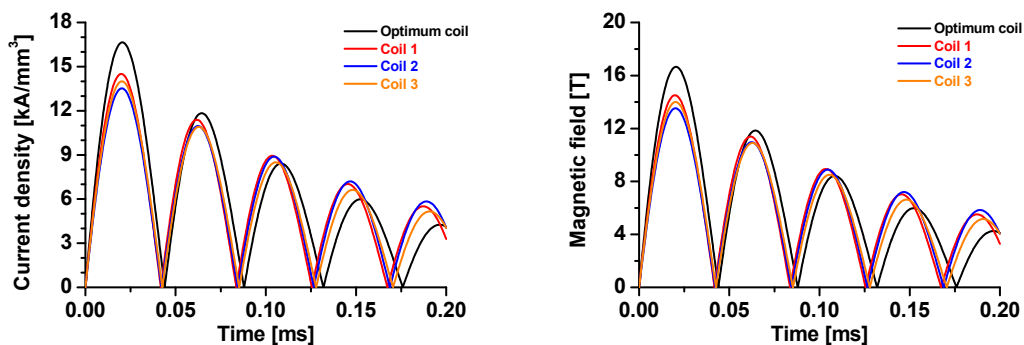 18
15
12
9
6
3
0
Current density [kA/mm³]
0.00 0.05 0.10 0.15 0.20
Time [ms]
Optimum coil
Coil 1
Coil 2
Coil 3
20
16
12
8
4
0
Magnetic field [T]
0.00 0.05 0.10 0.15 0.20
Time [ms]
Optimum coil
Coil 1
Coil 2
Coil 3